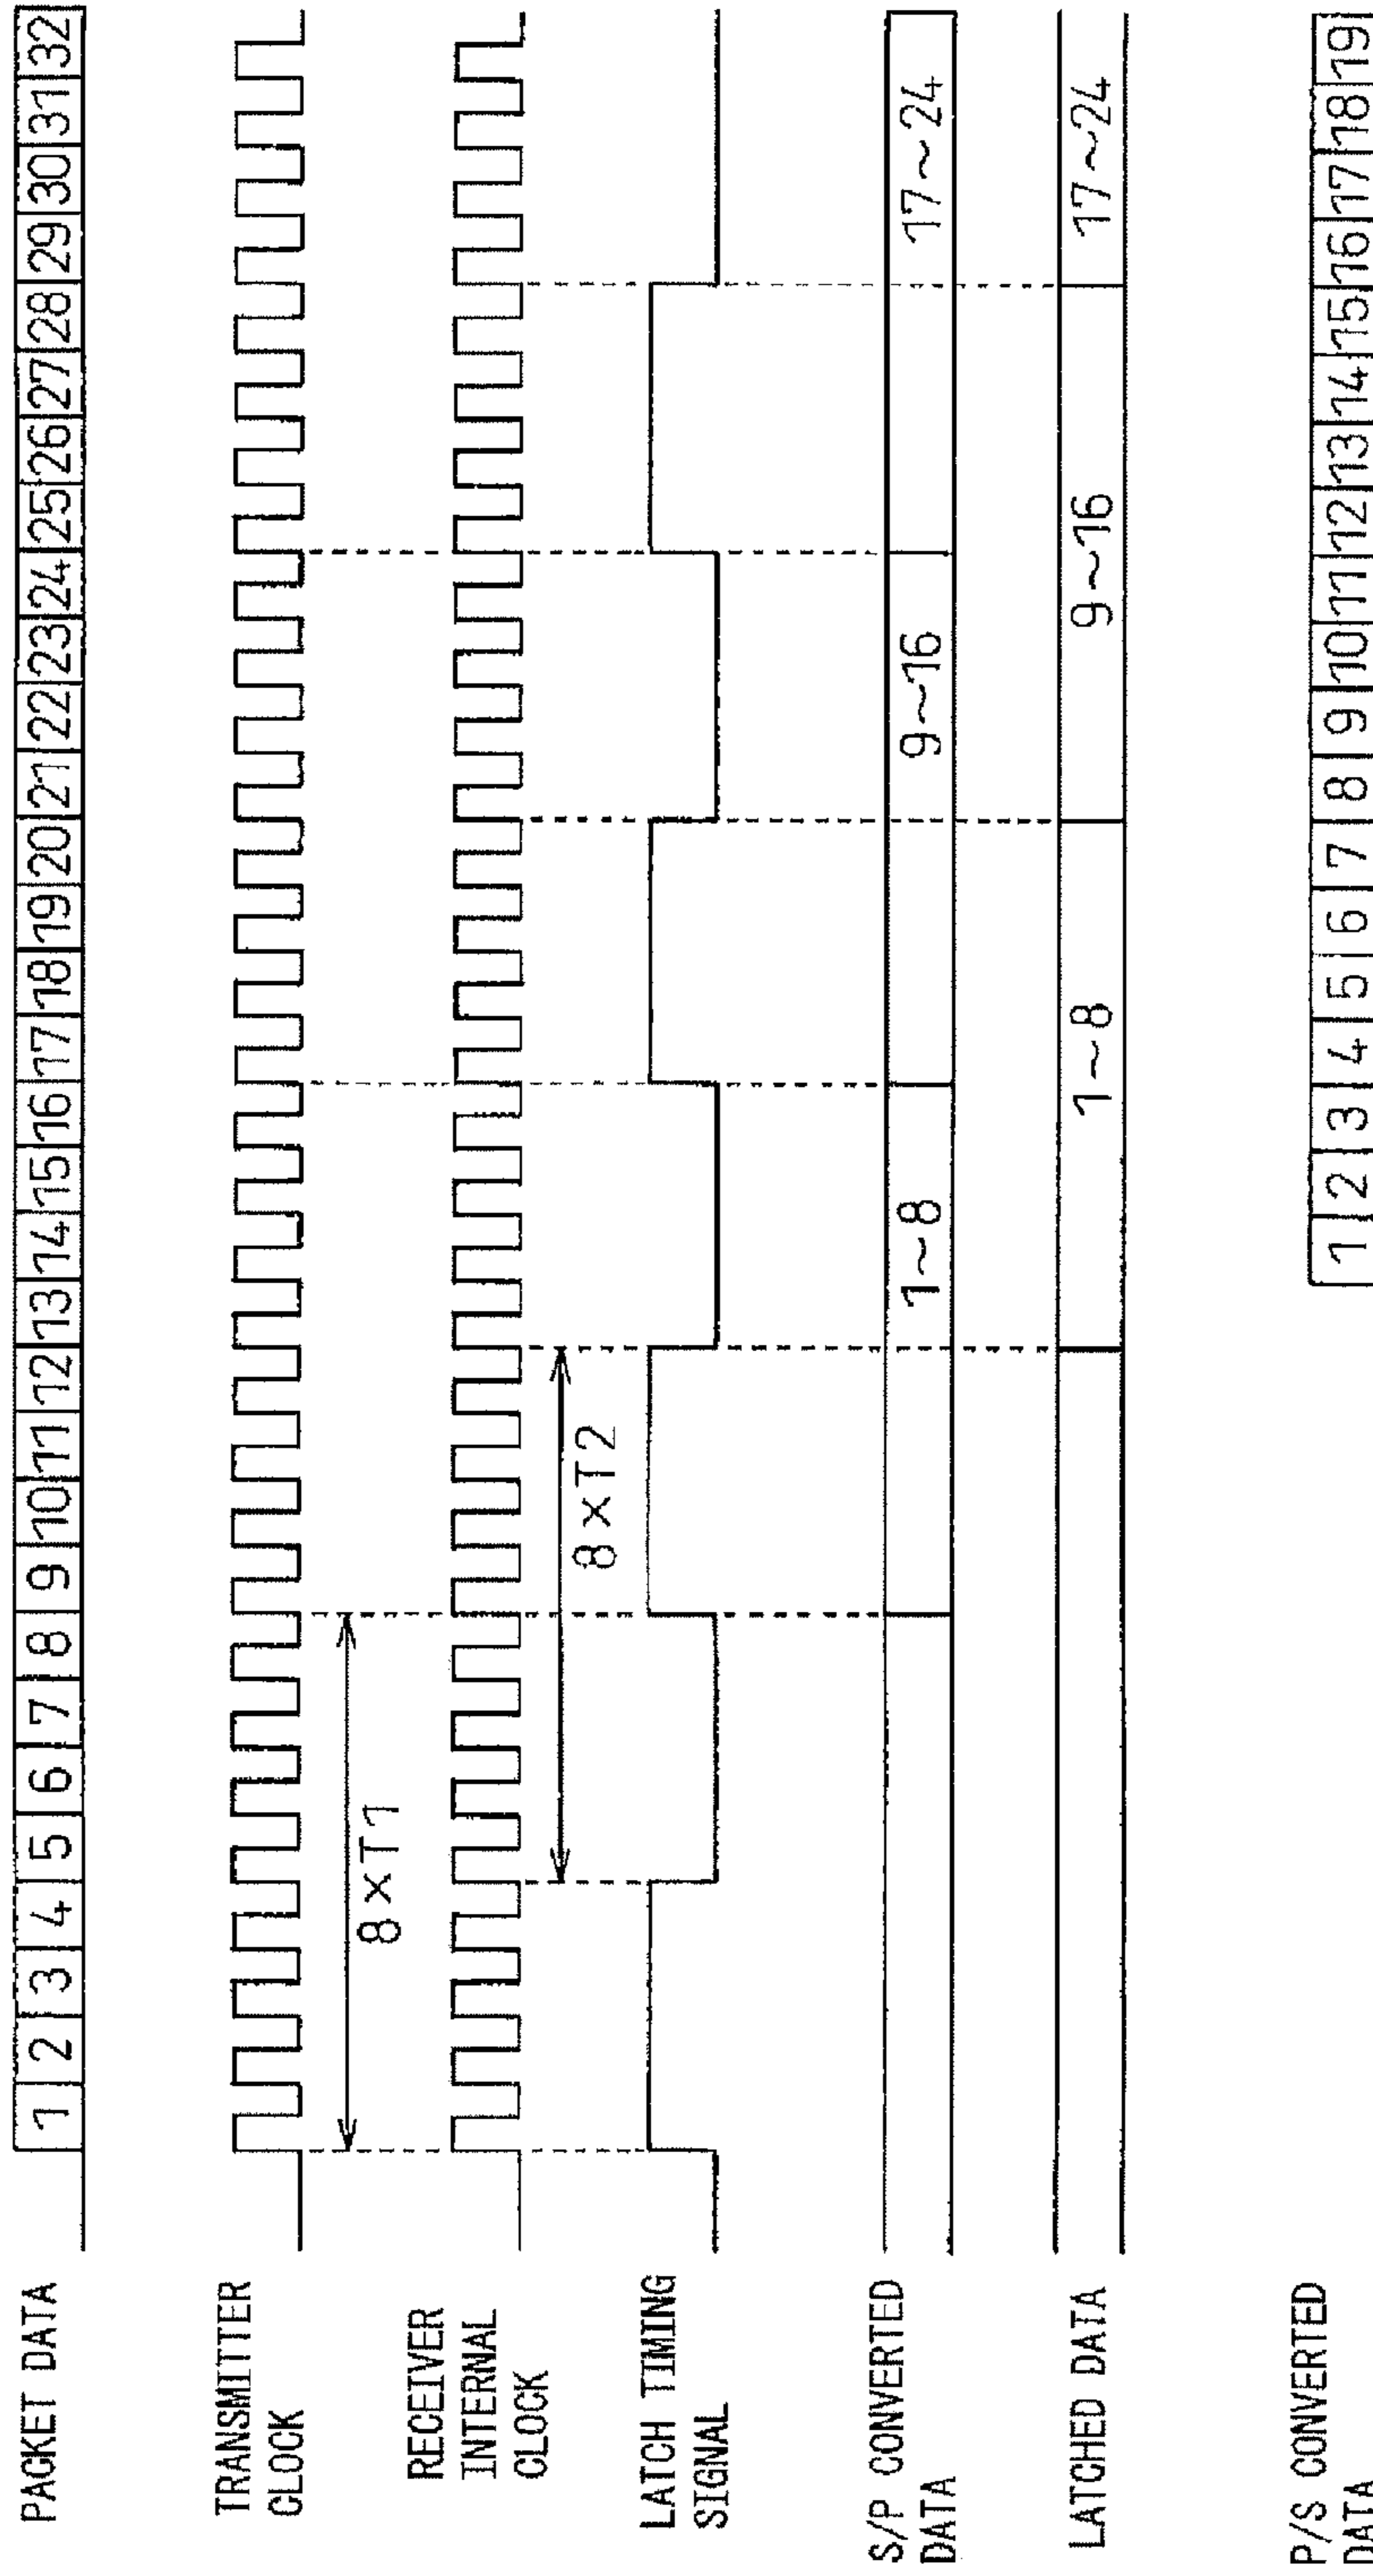 PACKET DATA
1 2 3 4 5 6 7 8 9 10 11 12 13 14 15 16 17 18 19 20 21 22 23 24 25 26 27 28 29 30 31 32
TRANSMITTER
CLOCK
8×T1
RECEIVER
INTERNAL
CLOCK
8×T2
LATCH TIMING
SIGNAL
S/P CONVERTED
DATA
1~8 9~16 17~24
LATCHED DATA
1~8 9~16 17~24
P/S CONVERTED
DATA
1 2 3 4 5 6 7 8 9 10 11 12 13 14 15 16 17 18 19